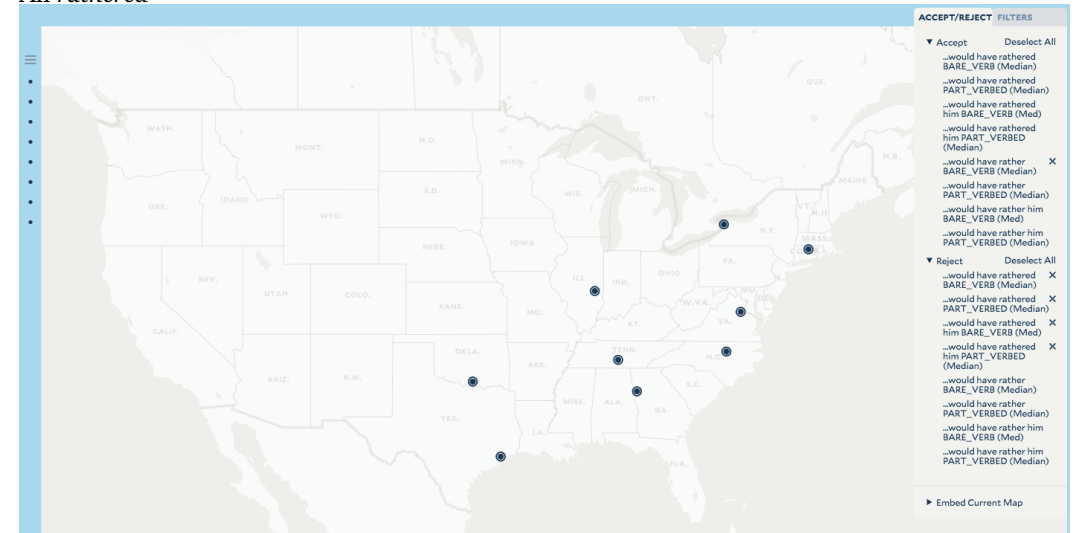 All rathered
ACCEPT/REJECT FILTERS
▼ Accept Deselect All
...would have rathered
BARE_VERB (Median)
...would have rathered
PART_VERBED (Median)
...would have rathered
him BARE_VERB (Med)
...would have rathered
him PART_VERBED
(Median)
...would have rather ✕
BARE_VERB (Median)
...would have rather
PART_VERBED (Median)
...would have rather him
BARE_VERB (Med)
...would have rather him
PART_VERBED (Median)
▼ Reject Deselect All
...would have rathered ✕
BARE_VERB (Median)
...would have rathered ✕
PART_VERBED (Median)
...would have rathered ✕
him BARE_VERB (Med)
...would have rathered ✕
him PART_VERBED
(Median)
...would have rather
BARE_VERB (Median)
...would have rather
PART_VERBED (Median)
...would have rather him
BARE_VERB (Med)
...would have rather him
PART_VERBED (Median)
▶ Embed Current Map
QUE.
ONT.
WASH.
MONT.
N.D.
MINN.
N.B.
MAINE
ORE.
IDAHO
S.D.
WIS.
MICH.
VT.
N.H.
WYO.
N.Y.
MASS.
NEBR.
IOWA
PA.
R.I.
NEV.
UTAH
COLO.
ILL.
IND.
OHIO
MD.
DEL.
KANS.
MO.
W.VA.
VA.
CALIF.
KY.
OKLA.
TENN.
N.C.
ARIZ.
N.M.
ARK.
S.C.
MISS.
ALA.
GA.
TEX.
LA.
FLA.